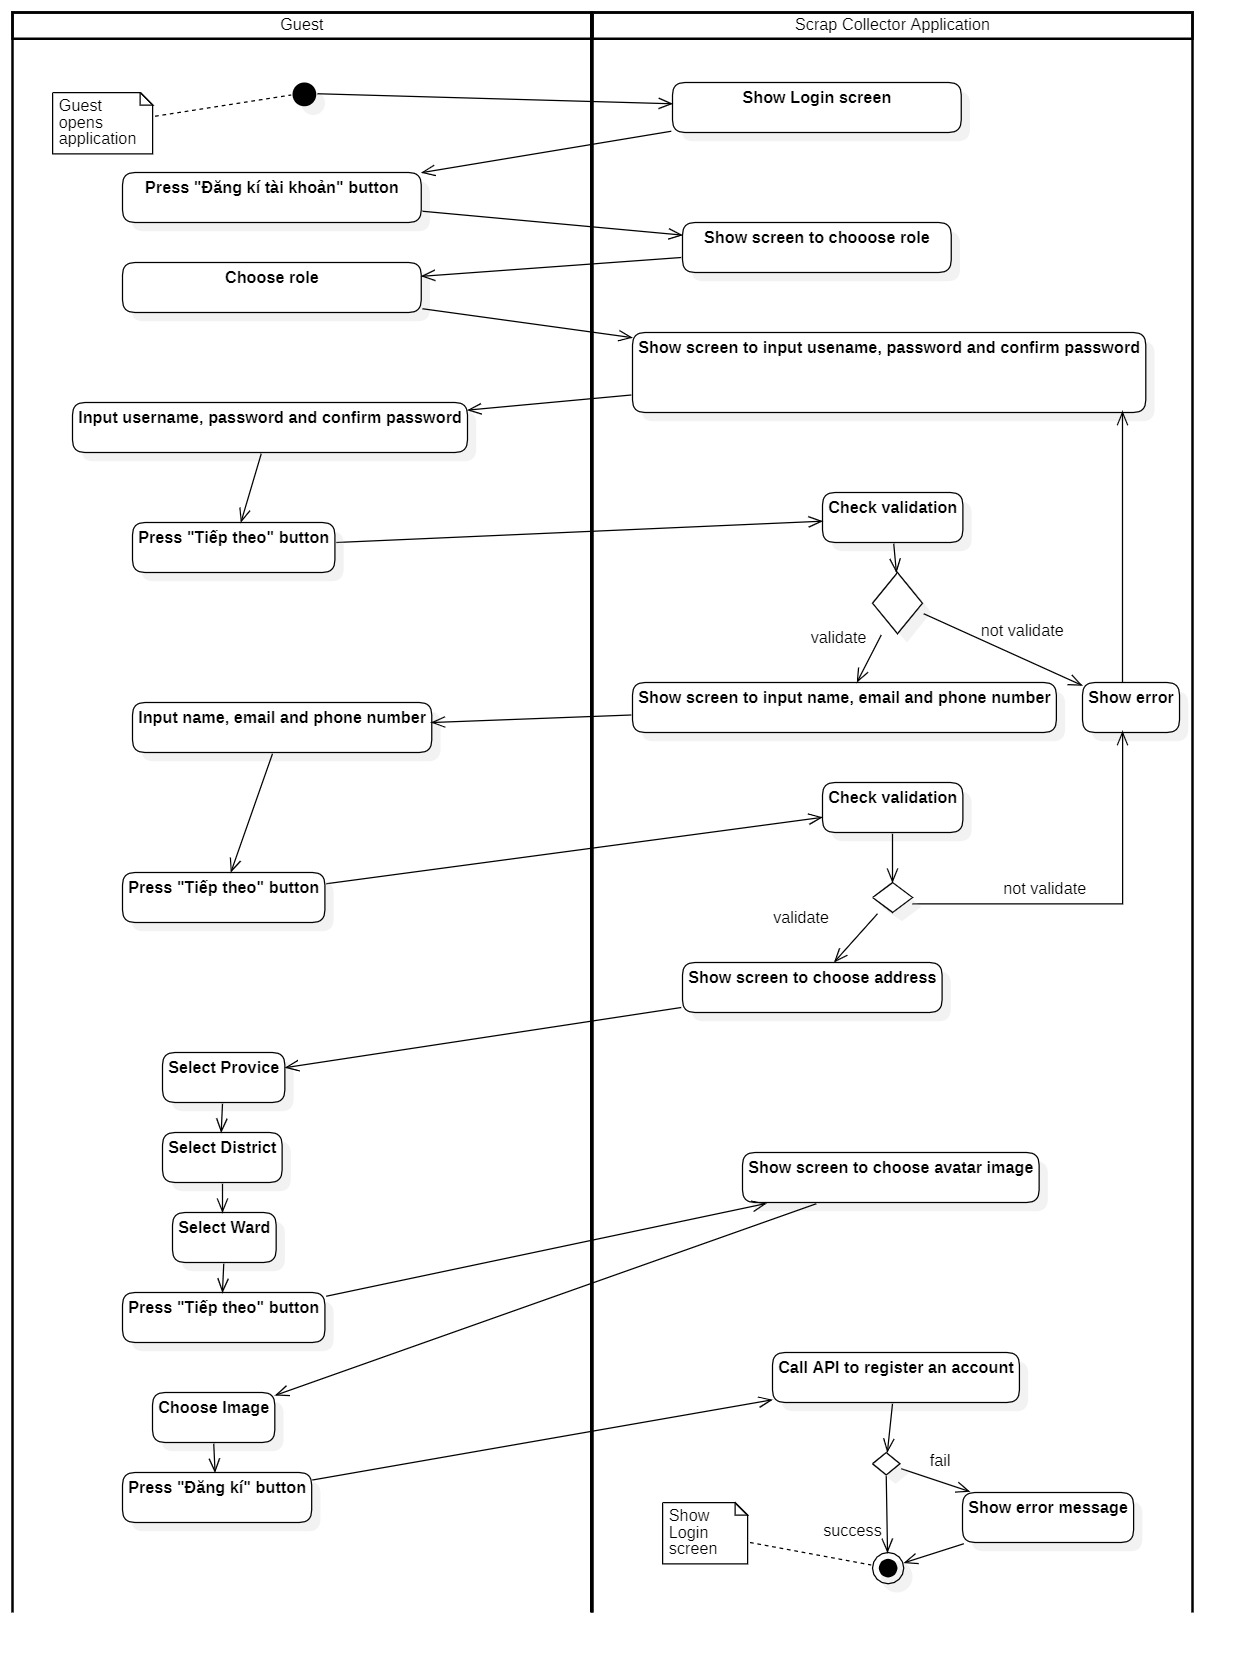 Guest
Scrap Collector Application
Guest
opens
application
Show Login screen
Press "Đăng kí tài khoản" button
Show screen to chooose role
Choose role
Show screen to input usename, password and confirm password
Input username, password and confirm password
Check validation
Press "Tiếp theo" button
validate
not validate
Show screen to input name, email and phone number
Show error
Input name, email and phone number
Check validation
Press "Tiếp theo" button
not validate
validate
Show screen to choose address
Select Provice
Select District
Show screen to choose avatar image
Select Ward
Press "Tiếp theo" button
Call API to register an account
Choose Image
fail
Press "Đăng kí" button
Show error message
Show
Login
screen
success